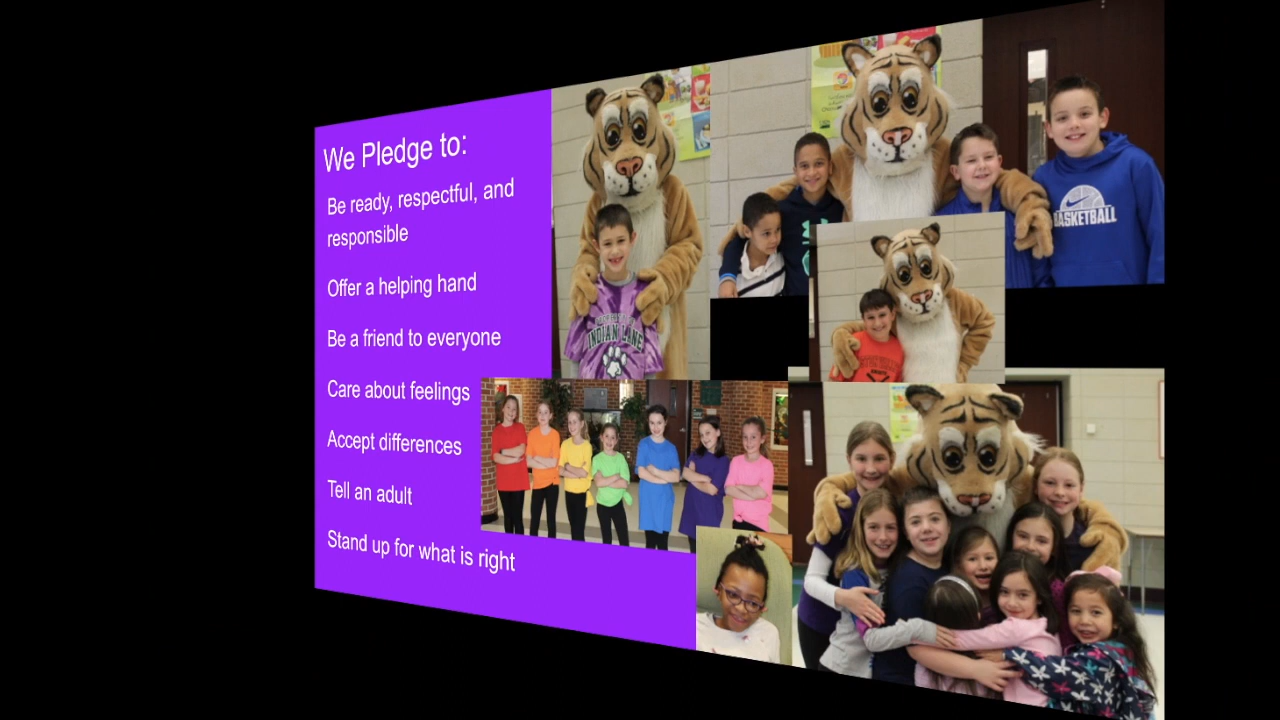 We Pledge to:
Be ready, respectful, and
responsible
Offer a helping hand
Be a friend to everyone
Care about feelings
Accept differences
Tell an adult
Stand up for what is right
INDIAN LANE
BASKETBALL